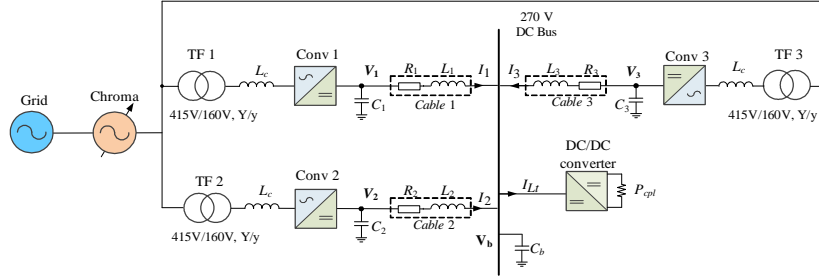 270 V
DC Bus
TF 1
L_c
Conv 1
V_1
R_1
L_1
I_1
I_3
L_3
R_3
V_3
Conv 3
L_c
TF 3
Grid
Chroma
415V/160V, Y/y
C_1
Cable 1
Cable 3
C_3
415V/160V, Y/y
DC/DC
converter
TF 2
L_c
Conv 2
V_2
R_2
L_2
I_2
I_Lt
P_cpl
415V/160V, Y/y
C_2
Cable 2
V_b
C_b